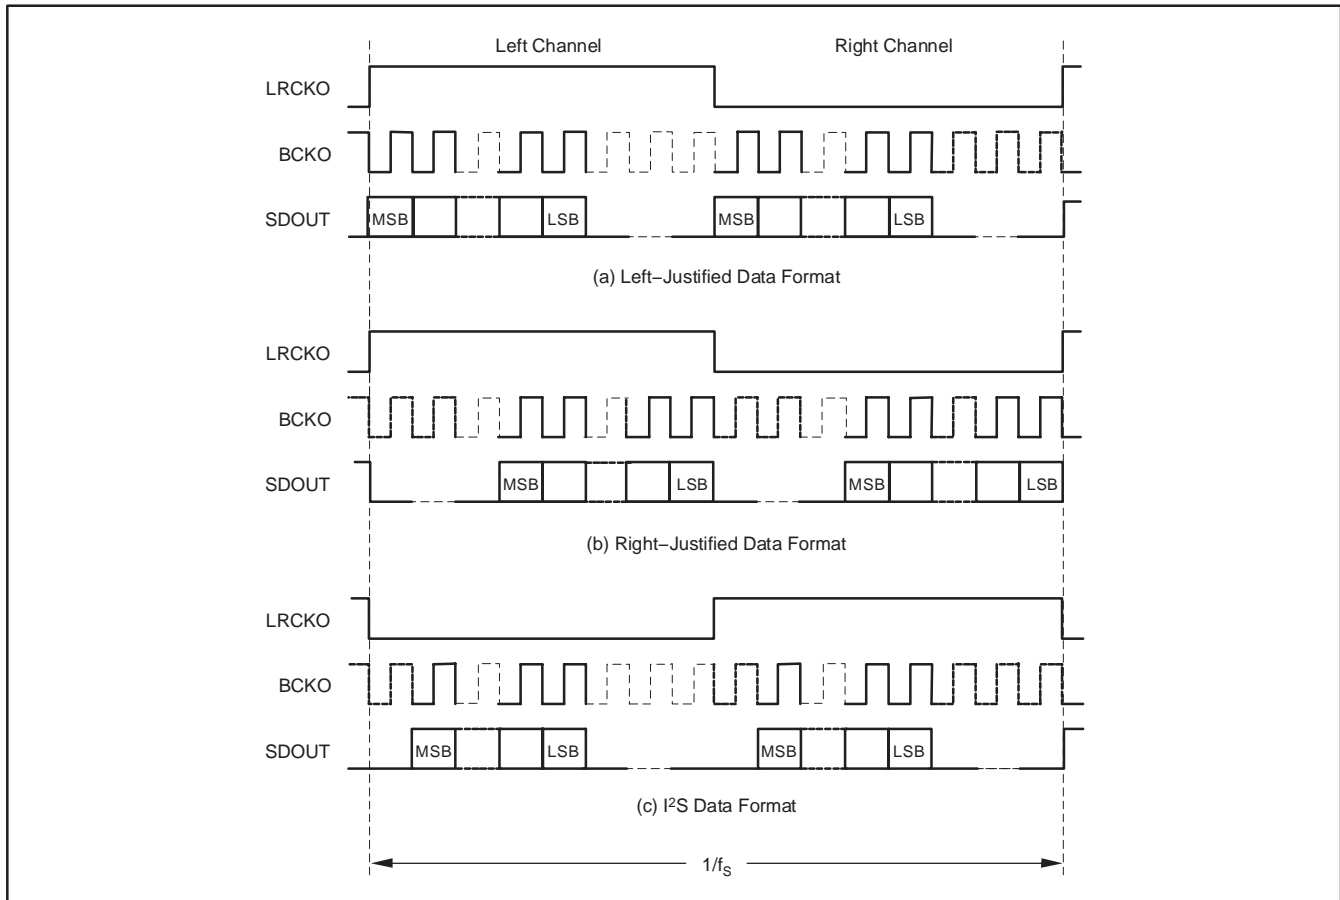 Left Channel Right Channel
LRCKO
BCKO
SDOUT MSB LSB MSB LSB
(a) Left−Justified Data Format
LRCKO
BCKO
SDOUT MSB LSB MSB LSB
(b) Right−Justified Data Format
LRCKO
BCKO
SDOUT MSB LSB MSB LSB
(c) I²S Data Format
1/fS